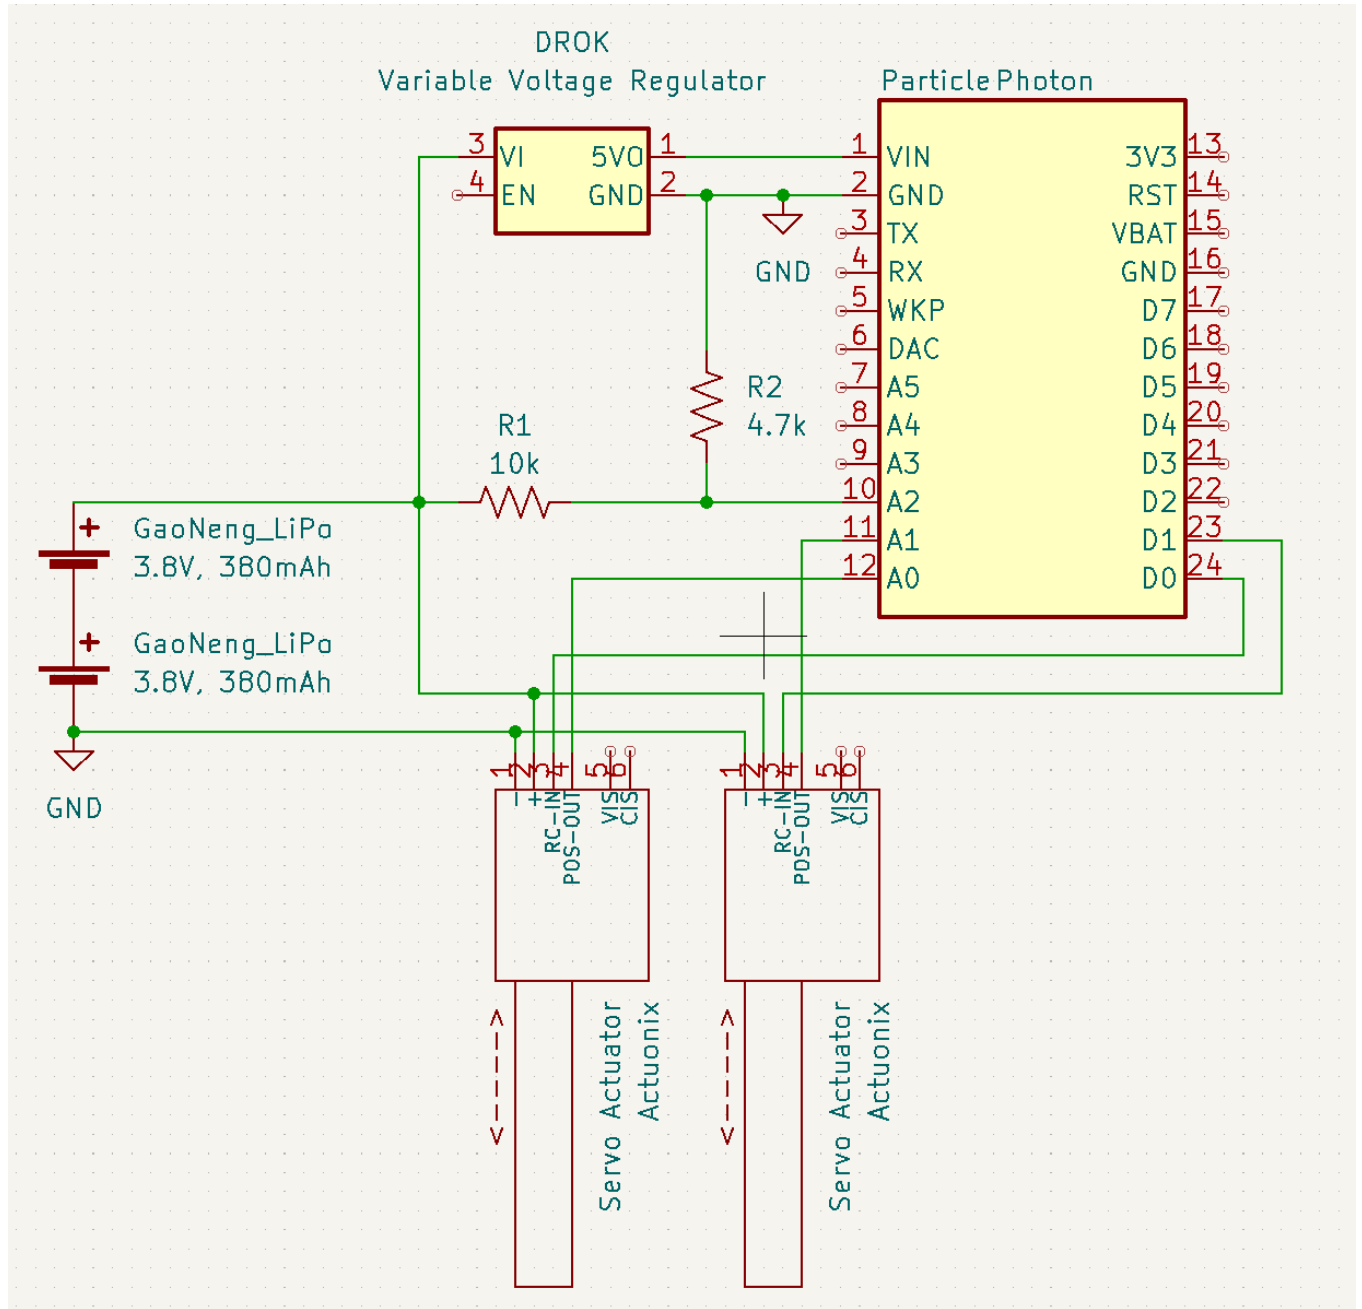 DROK
Variable Voltage Regulator
Particle Photon
3 VI 5VO 1
4 EN GND 2
1 VIN 3V3 13
2 GND RST 14
3 TX VBAT 15
4 RX GND 16
5 WKP D7 17
6 DAC D6 18
7 A5 D5 19
8 A4 D4 20
9 A3 D3 21
10 A2 D2 22
11 A1 D1 23
12 A0 D0 24
GND
R2
4.7k
R1
10k
+ GaoNeng_LiPo
3.8V, 380mAh
+ GaoNeng_LiPo
3.8V, 380mAh
GND
1 2 3 4 5 6
- + RC-IN POS-OUT VIS CIS
Servo Actuator
Actuonix
1 2 3 4 5 6
- + RC-IN POS-OUT VIS CIS
Servo Actuator
Actuonix